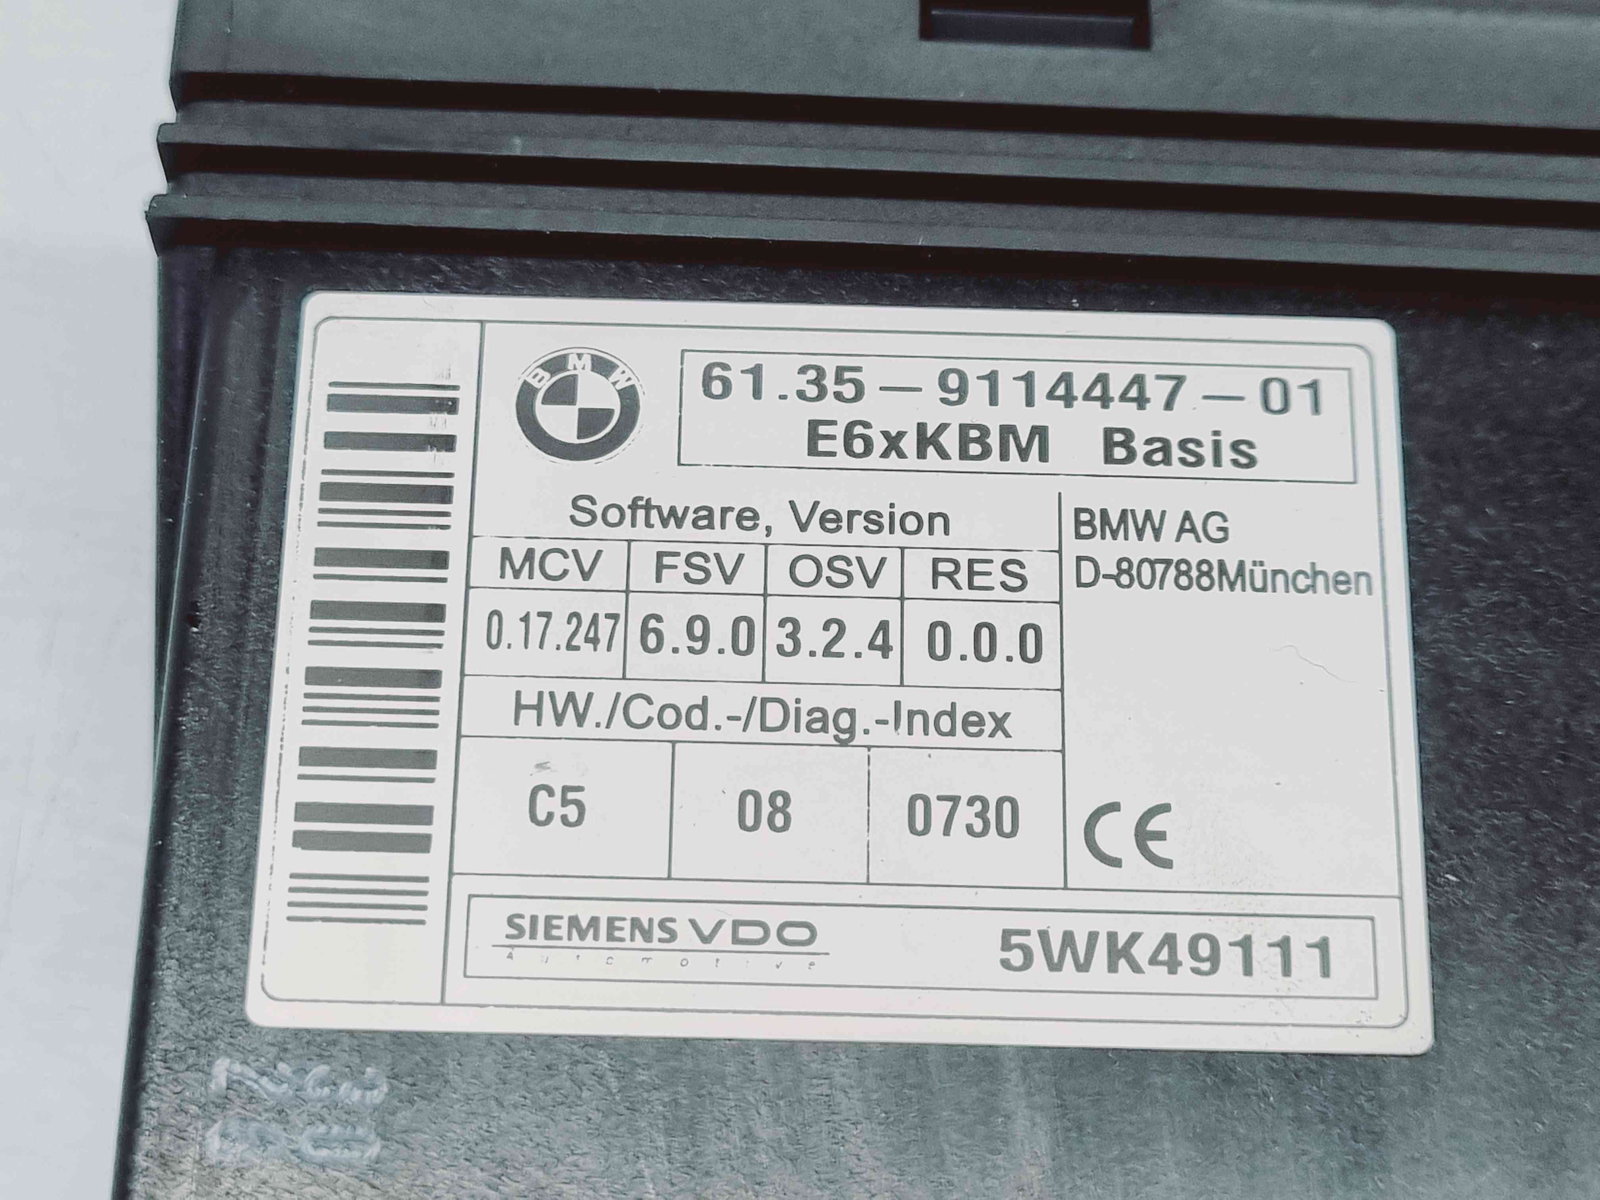 BMW
61.35-9114447-01
E6xKBM Basis
Software, Version
MCV FSV OSV RES
0.17.247 6.9.0 3.2.4 0.0.0
BMW AG
D-80788München
HW./Cod.-/Diag.-Index
C5 08 0730
CE
SIEMENS VDO
Automotive
5WK49111